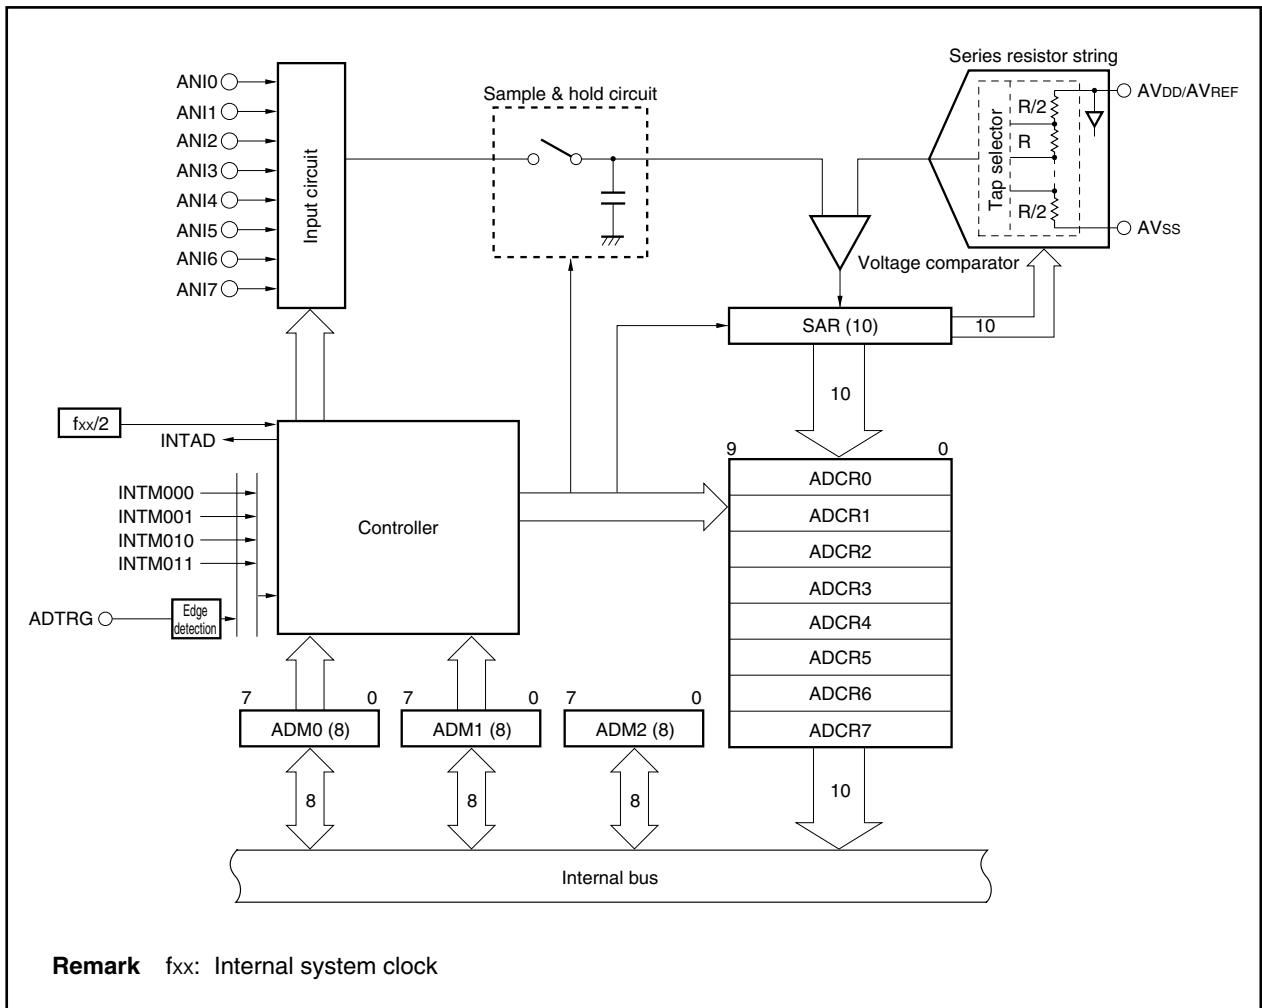 Series resistor string
ANI0
ANI1
ANI2
ANI3
ANI4
ANI5
ANI6
ANI7
Input circuit
Sample & hold circuit
Tap selector
R/2
R
R/2
AVDD/AVREF
AVSS
Voltage comparator
SAR (10)
10
10
fxx/2
INTAD
INTM000
INTM001
INTM010
INTM011
ADTRG
Edge
detection
Controller
9 0
ADCR0
ADCR1
ADCR2
ADCR3
ADCR4
ADCR5
ADCR6
ADCR7
7 0
ADM0 (8)
7 0
ADM1 (8)
7 0
ADM2 (8)
8
8
8
10
Internal bus
Remark fxx: Internal system clock